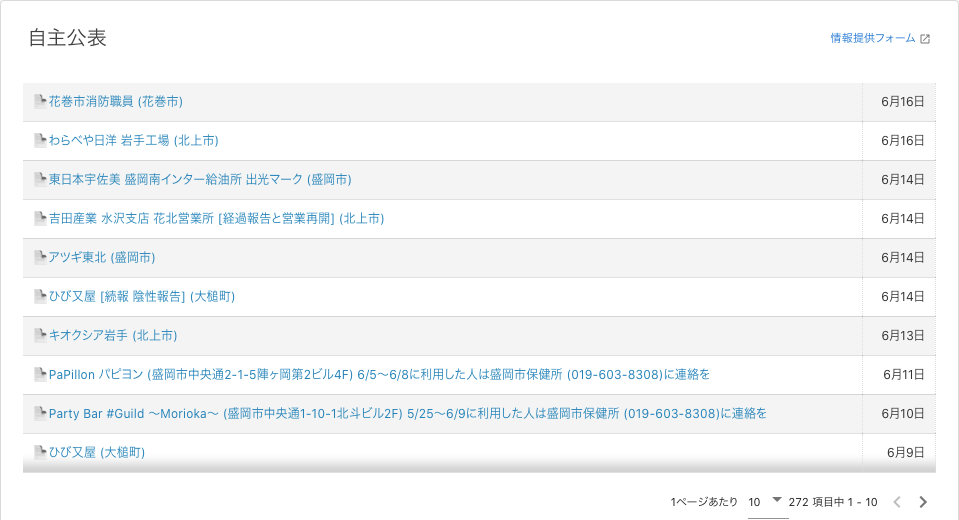 自主公表
情報提供フォーム
花巻市消防職員 (花巻市) 6月16日
わらべや日洋 岩手工場 (北上市) 6月16日
東日本宇佐美 盛岡南インター給油所 出光マーク (盛岡市) 6月14日
吉田産業 水沢支店 花北営業所 [経過報告と営業再開] (北上市) 6月14日
アツギ東北 (盛岡市) 6月14日
ひび又屋 [続報 陰性報告] (大槌町) 6月14日
キオクシア岩手 (北上市) 6月13日
PaPillon パピヨン (盛岡市中央通2-1-5陣ヶ岡第2ビル4F) 6/5〜6/8に利用した人は盛岡市保健所 (019-603-8308)に連絡を 6月11日
Party Bar #Guild 〜Morioka〜 (盛岡市中央通1-10-1北斗ビル2F) 5/25〜6/9に利用した人は盛岡市保健所 (019-603-8308)に連絡を 6月10日
ひび又屋 (大槌町) 6月9日
1ページあたり 10 272 項目中 1 - 10